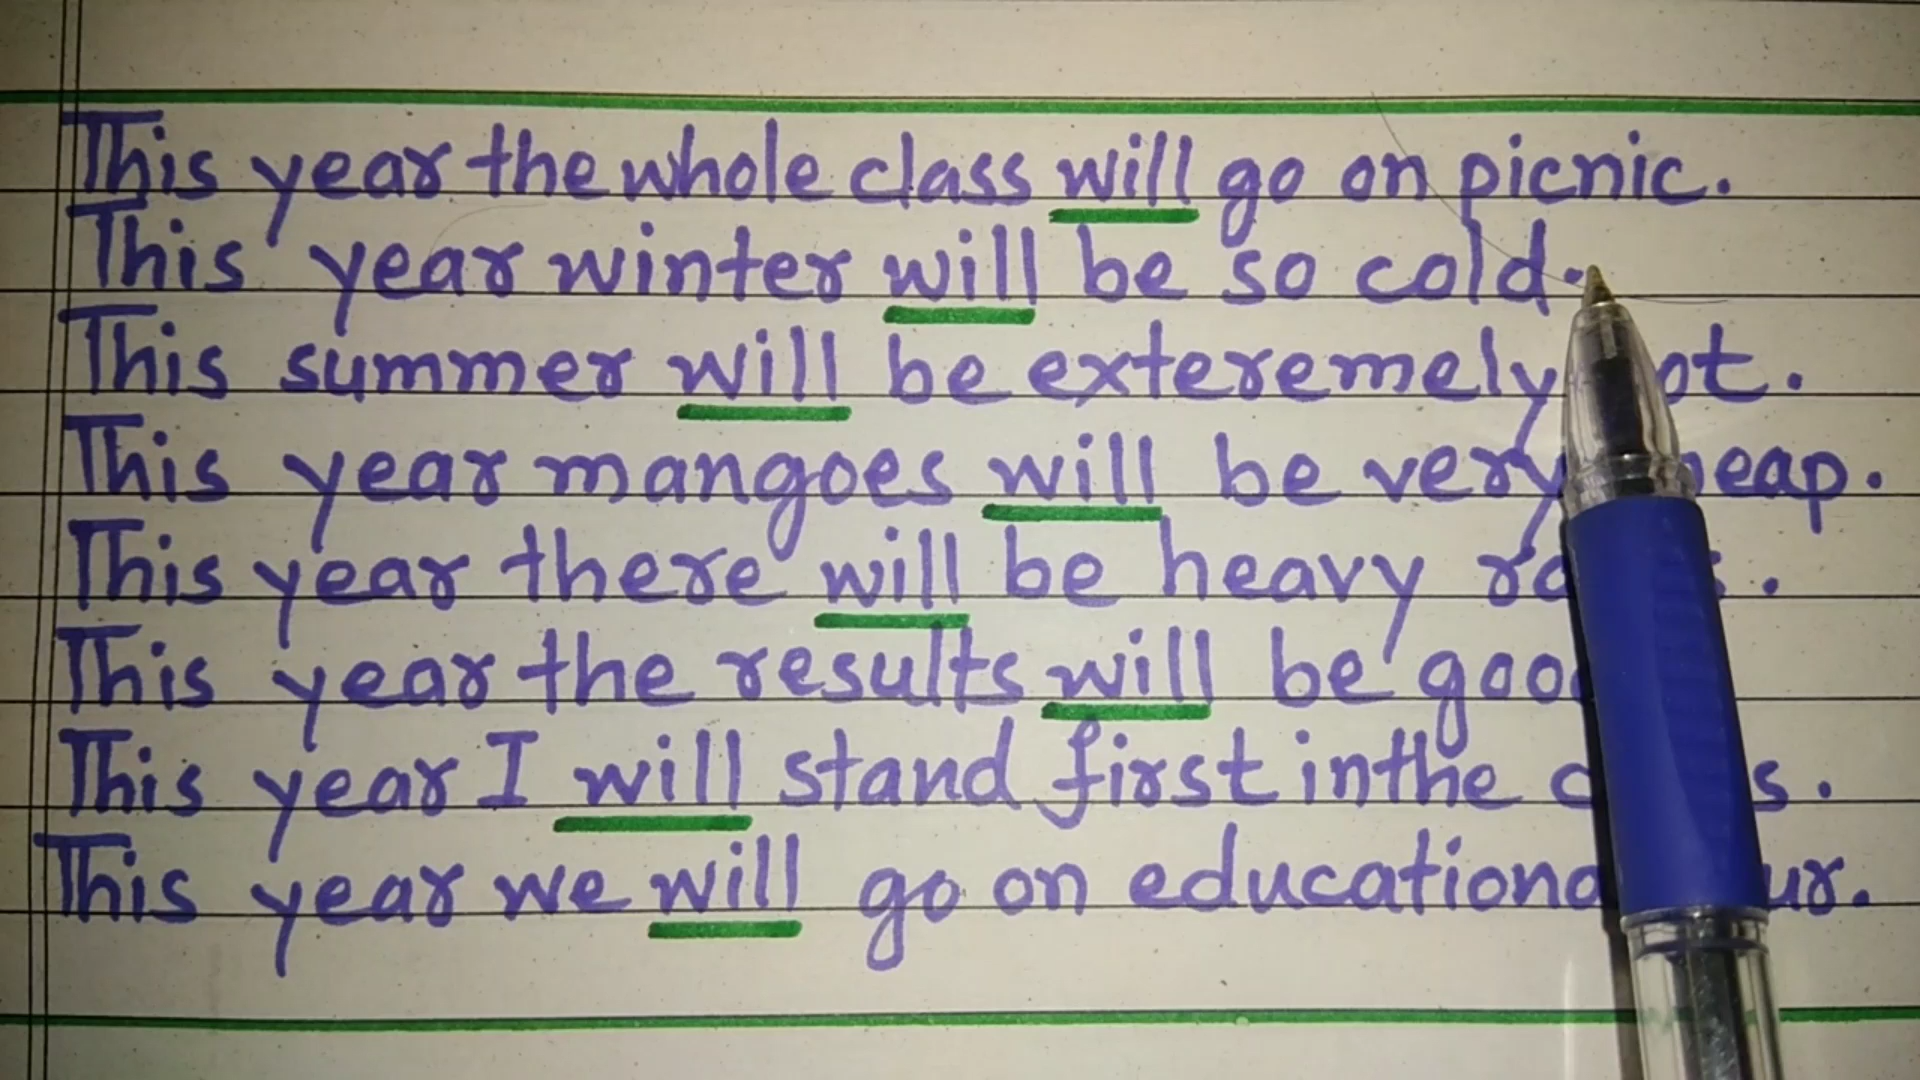 This year the whole class will go on picnic.
This year winter will be so cold.
This summer will be exteremely
This year mangoes will be very
This year there will be heavy
This year the results will be
This year I will stand first inthe
This year we will go on